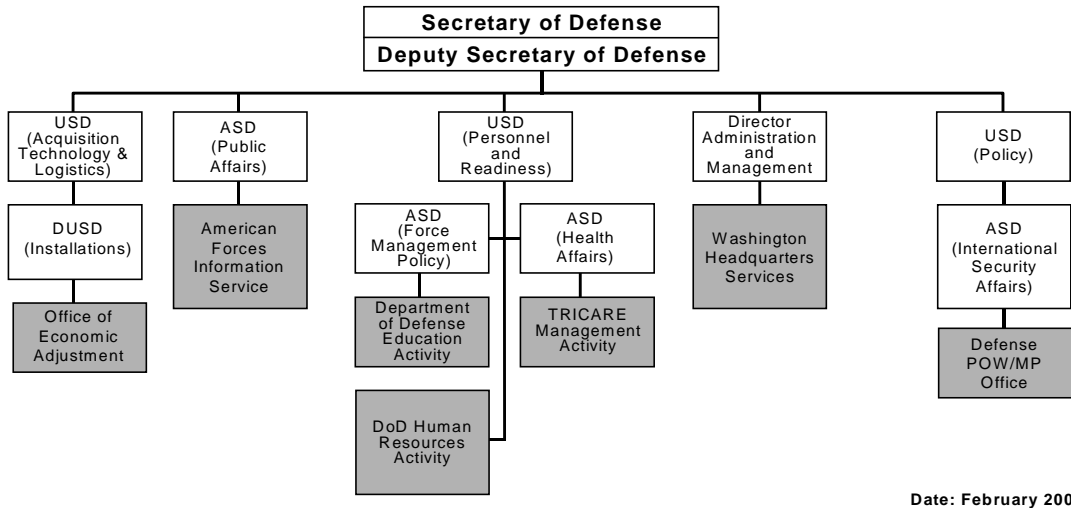 Secretary of Defense
Deputy Secretary of Defense
USD
(Acquisition
Technology &
Logistics)
ASD
(Public
Affairs)
USD
(Personnel
and
Readiness)
Director
Administration
and
Management
USD
(Policy)
DUSD
(Installations)
American
Forces
Information
Service
ASD
(Force
Management
Policy)
ASD
(Health
Affairs)
Washington
Headquarters
Services
ASD
(International
Security
Affairs)
Office of
Economic
Adjustment
Department
of Defense
Education
Activity
TRICARE
Management
Activity
Defense
POW/MP
Office
DoD Human
Resources
Activity
Date: February 200